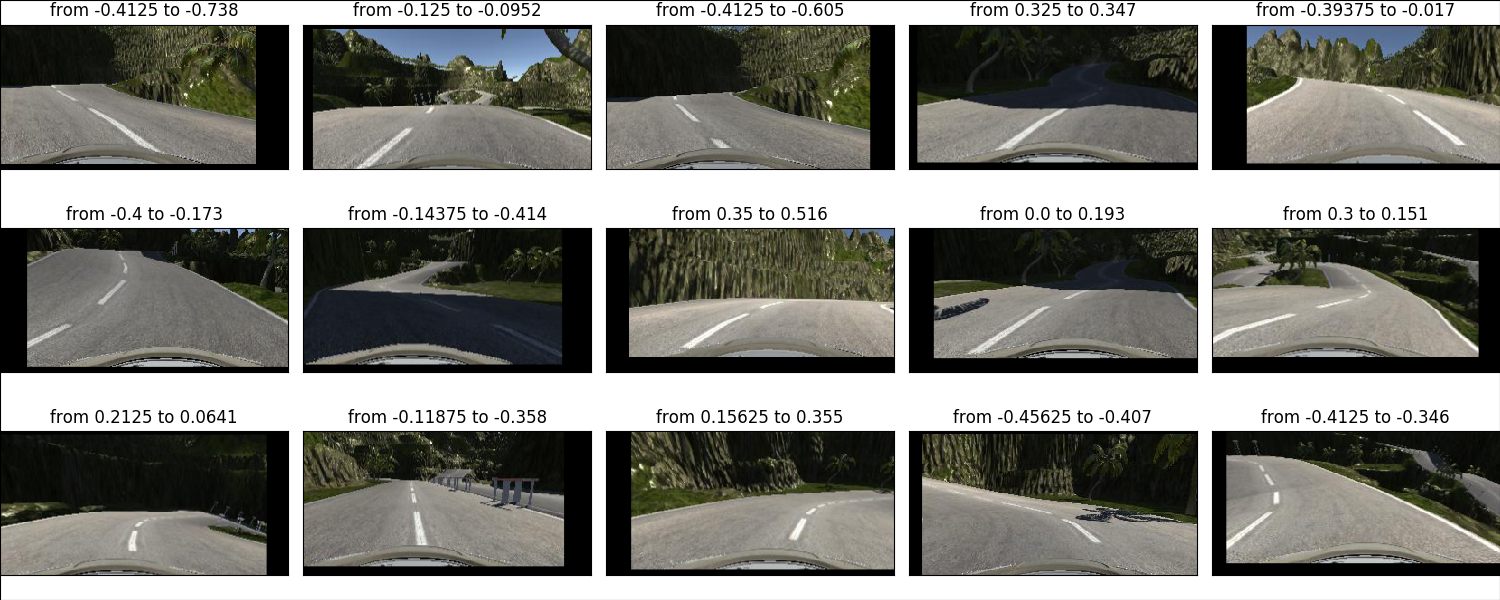 from -0.4125 to -0.738
from -0.125 to -0.0952
from -0.4125 to -0.605
from 0.325 to 0.347
from -0.39375 to -0.017
from -0.4 to -0.173
from -0.14375 to -0.414
from 0.35 to 0.516
from 0.0 to 0.193
from 0.3 to 0.151
from 0.2125 to 0.0641
from -0.11875 to -0.358
from 0.15625 to 0.355
from -0.45625 to -0.407
from -0.4125 to -0.346